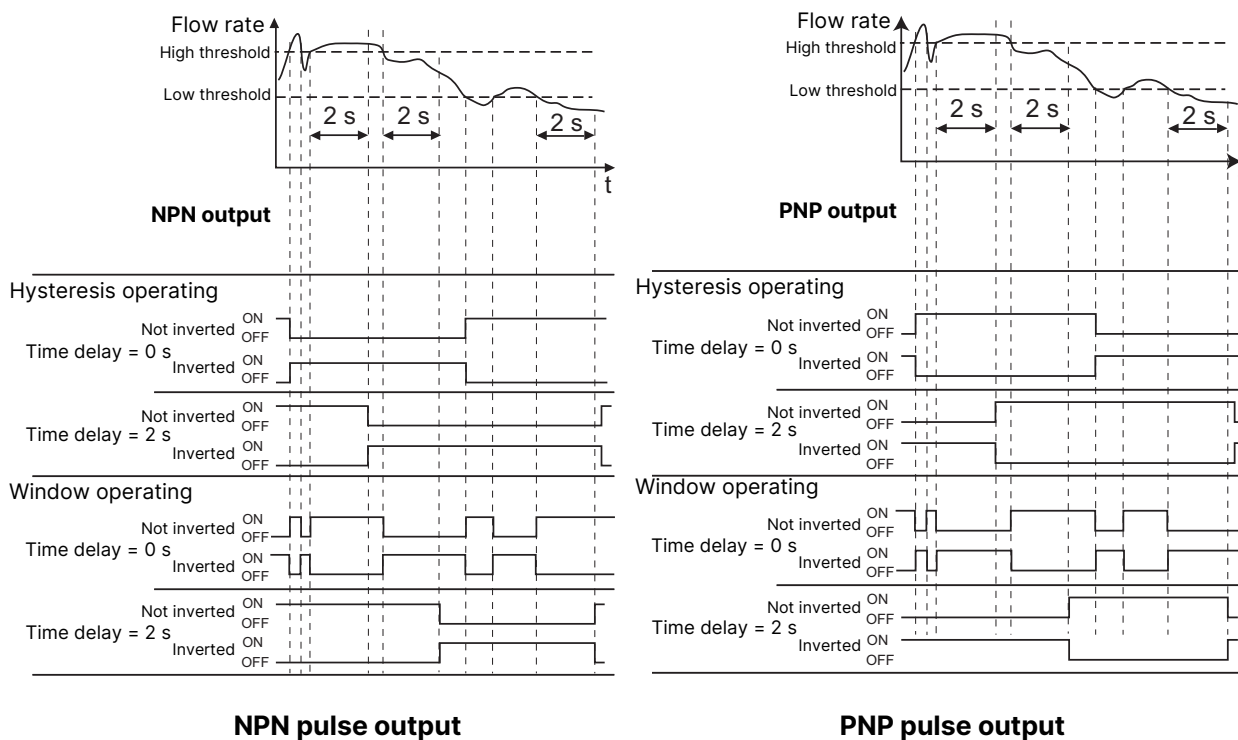 Flow rate
High threshold
Low threshold
2 s
2 s
2 s
t
NPN output
Hysteresis operating
Time delay = 0 s
Not inverted
ON
OFF
Inverted
ON
OFF
Time delay = 2 s
Not inverted
ON
OFF
Inverted
ON
OFF
Window operating
Time delay = 0 s
Not inverted
ON
OFF
Inverted
ON
OFF
Time delay = 2 s
Not inverted
ON
OFF
Inverted
ON
OFF
NPN pulse output
Flow rate
High threshold
Low threshold
2 s
2 s
2 s
PNP output
Hysteresis operating
Time delay = 0 s
Not inverted
ON
OFF
Inverted
ON
OFF
Time delay = 2 s
Not inverted
ON
OFF
Inverted
ON
OFF
Window operating
Time delay = 0 s
Not inverted
ON
OFF
Inverted
ON
OFF
Time delay = 2 s
Not inverted
ON
OFF
Inverted
ON
OFF
PNP pulse output